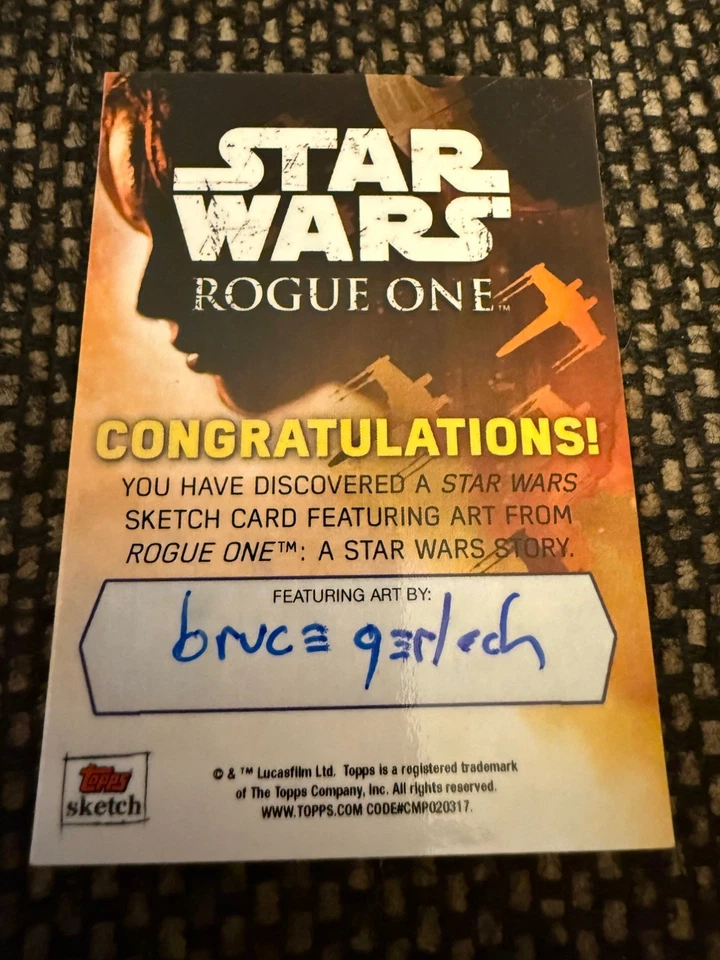 STAR
WARS
ROGUE ONE™
CONGRATULATIONS!
YOU HAVE DISCOVERED A STAR WARS
SKETCH CARD FEATURING ART FROM
ROGUE ONE™: A STAR WARS STORY.
FEATURING ART BY:
bruce gerlach
Topps
sketch
© & ™ Lucasfilm Ltd. Topps is a registered trademark
of The Topps Company, Inc. All rights reserved.
WWW.TOPPS.COM CODE#CMP020317.